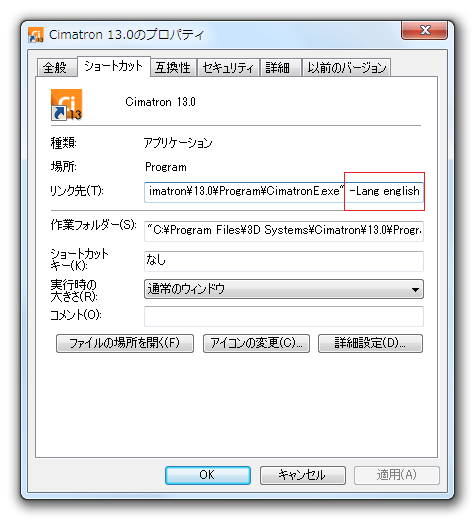 Cimatron 13.0のプロパティ
全般 ショートカット 互換性 セキュリティ 詳細 以前のバージョン
Ci 13 Cimatron 13.0
種類: アプリケーション
場所: Program
リンク先(T): imatron¥13.0¥Program¥CimatronE.exe" -Lang english
作業フォルダー(S): "C:¥Program Files¥3D Systems¥Cimatron¥13.0¥Progra
ショートカット
キー(K): なし
実行時の
大きさ(R): 通常のウィンドウ
コメント(O):
ファイルの場所を開く(F) アイコンの変更(C)... 詳細設定(D)...
OK キャンセル 適用(A)